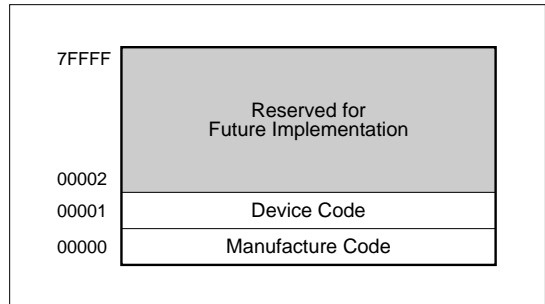 7FFFF
Reserved for
Future Implementation
00002
00001 Device Code
00000 Manufacture Code